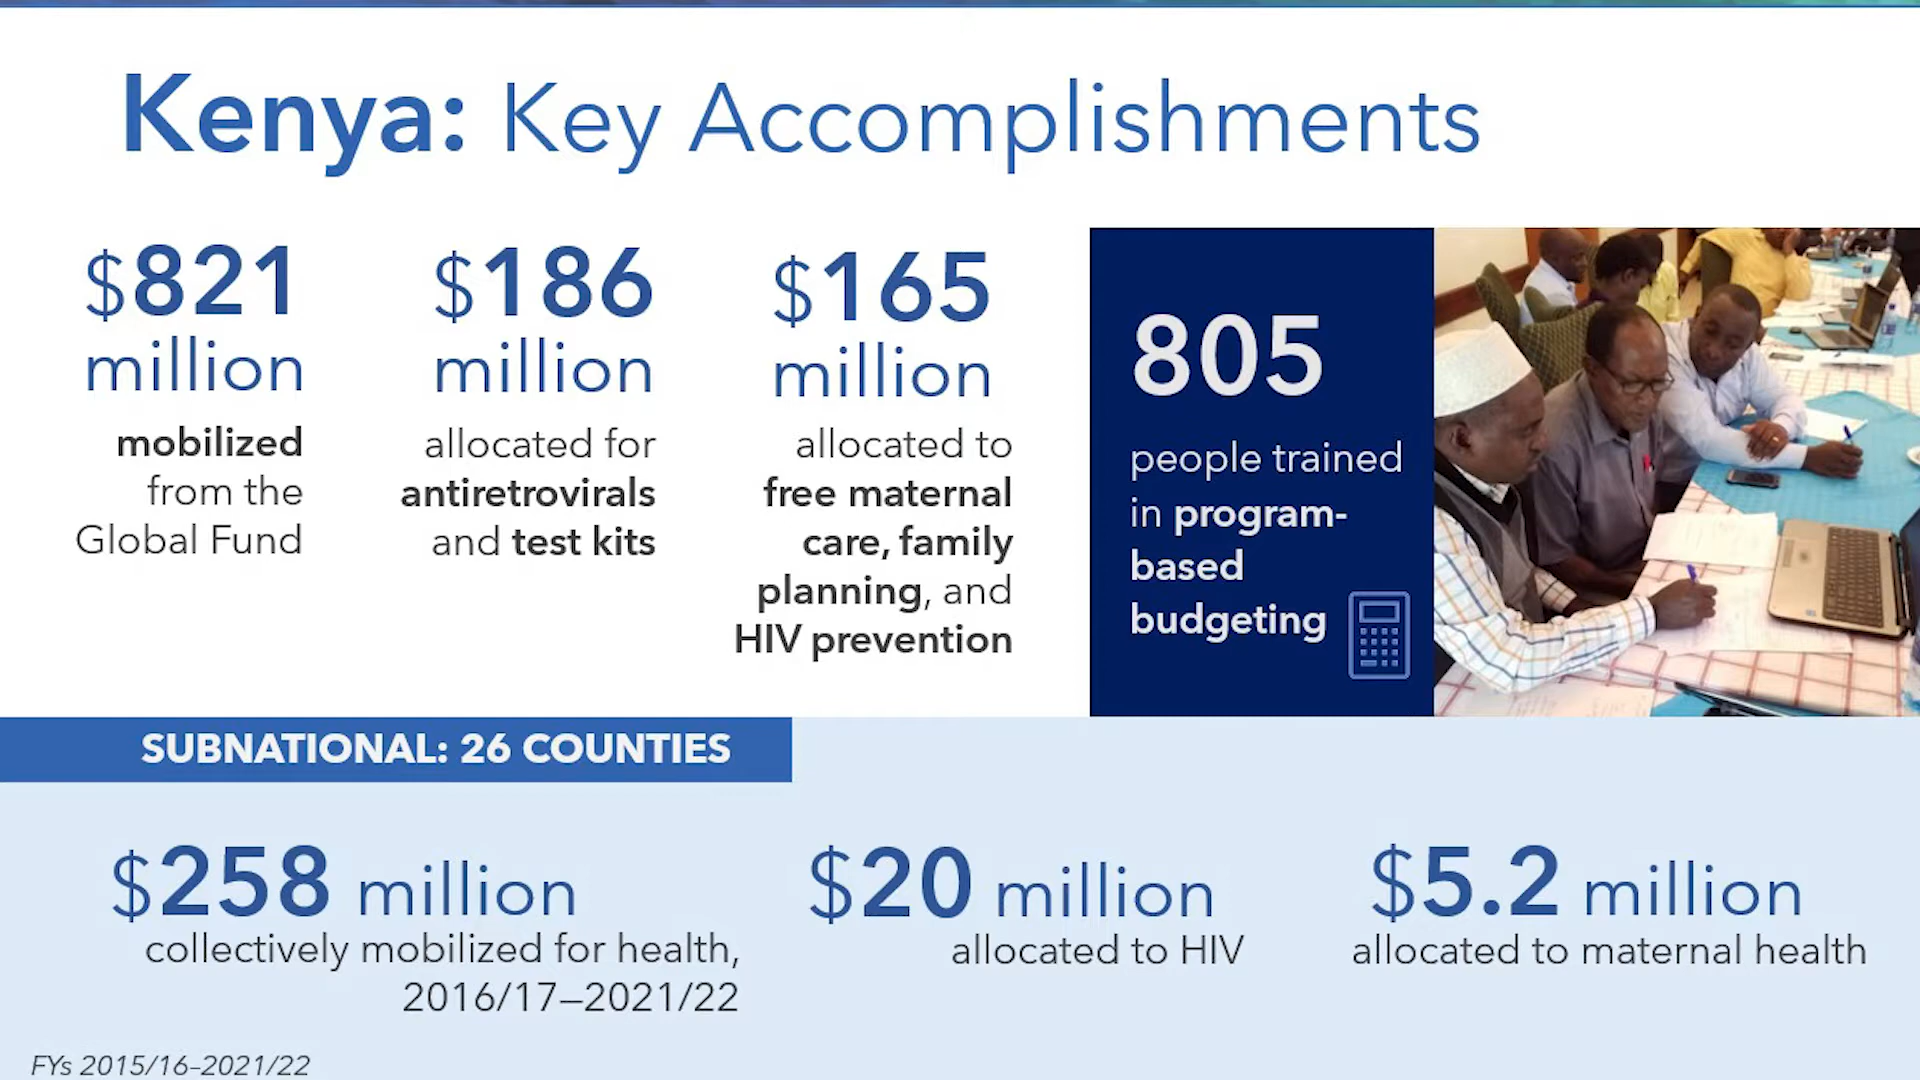 Kenya: Key Accomplishments
$821
million
mobilized
from the
Global Fund
$186
million
allocated for
antiretrovirals
and test kits
$165
million
allocated to
free maternal
care, family
planning, and
HIV prevention
805
people trained
in program-
based
budgeting
SUBNATIONAL: 26 COUNTIES
$258 million
collectively mobilized for health,
2016/17–2021/22
$20 million
allocated to HIV
$5.2 million
allocated to maternal health
FYs 2015/16–2021/22